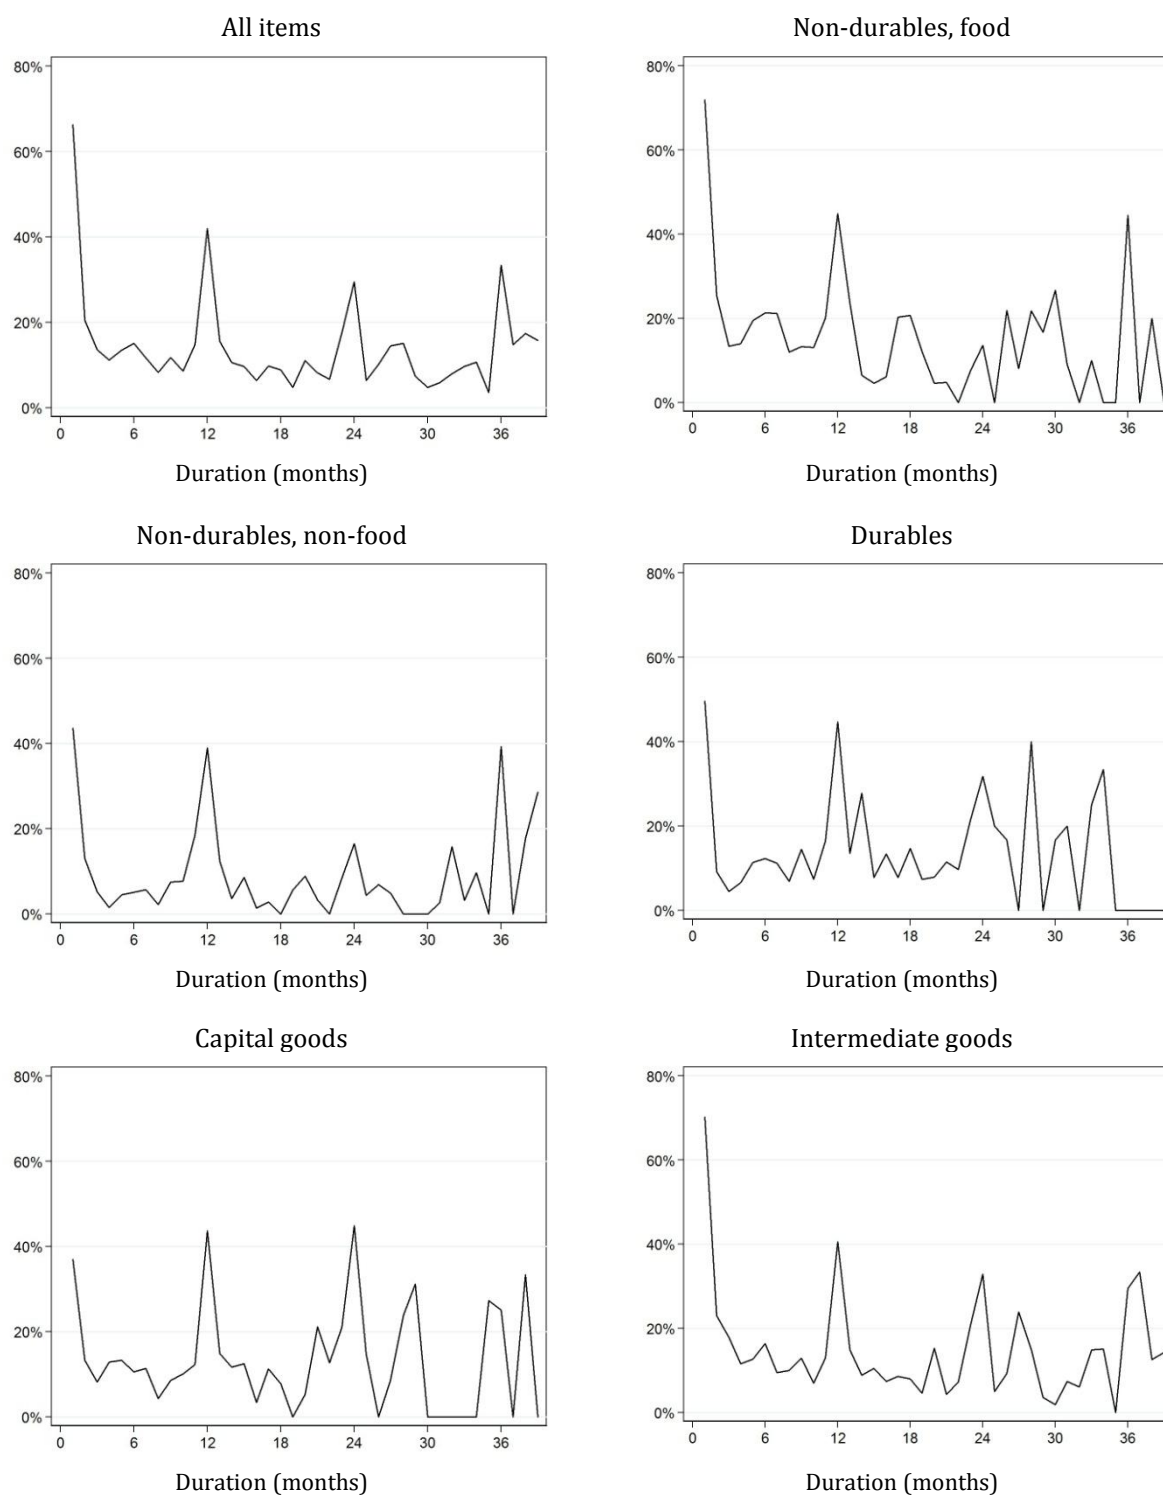 All items
80%
60%
40%
20%
0%
0 6 12 18 24 30 36
Duration (months)
Non-durables, food
80%
60%
40%
20%
0%
0 6 12 18 24 30 36
Duration (months)
Non-durables, non-food
80%
60%
40%
20%
0%
0 6 12 18 24 30 36
Duration (months)
Durables
80%
60%
40%
20%
0%
0 6 12 18 24 30 36
Duration (months)
Capital goods
80%
60%
40%
20%
0%
0 6 12 18 24 30 36
Duration (months)
Intermediate goods
80%
60%
40%
20%
0%
0 6 12 18 24 30 36
Duration (months)